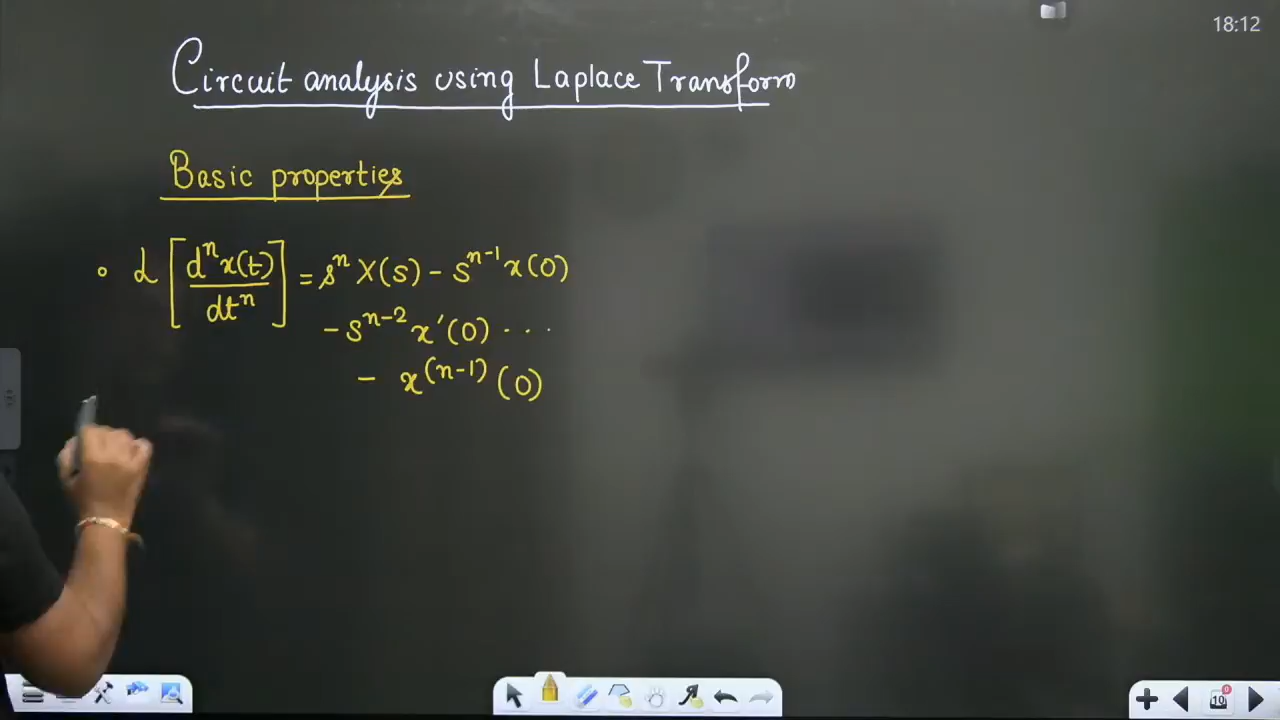 18:12
Circuit analysis using Laplace Transform
Basic properties
∘ ℒ[dⁿx(t)/dtⁿ] = sⁿ X(s) − sⁿ⁻¹ x(0)
− sⁿ⁻² x′(0) ···
− x⁽ⁿ⁻¹⁾ (0)